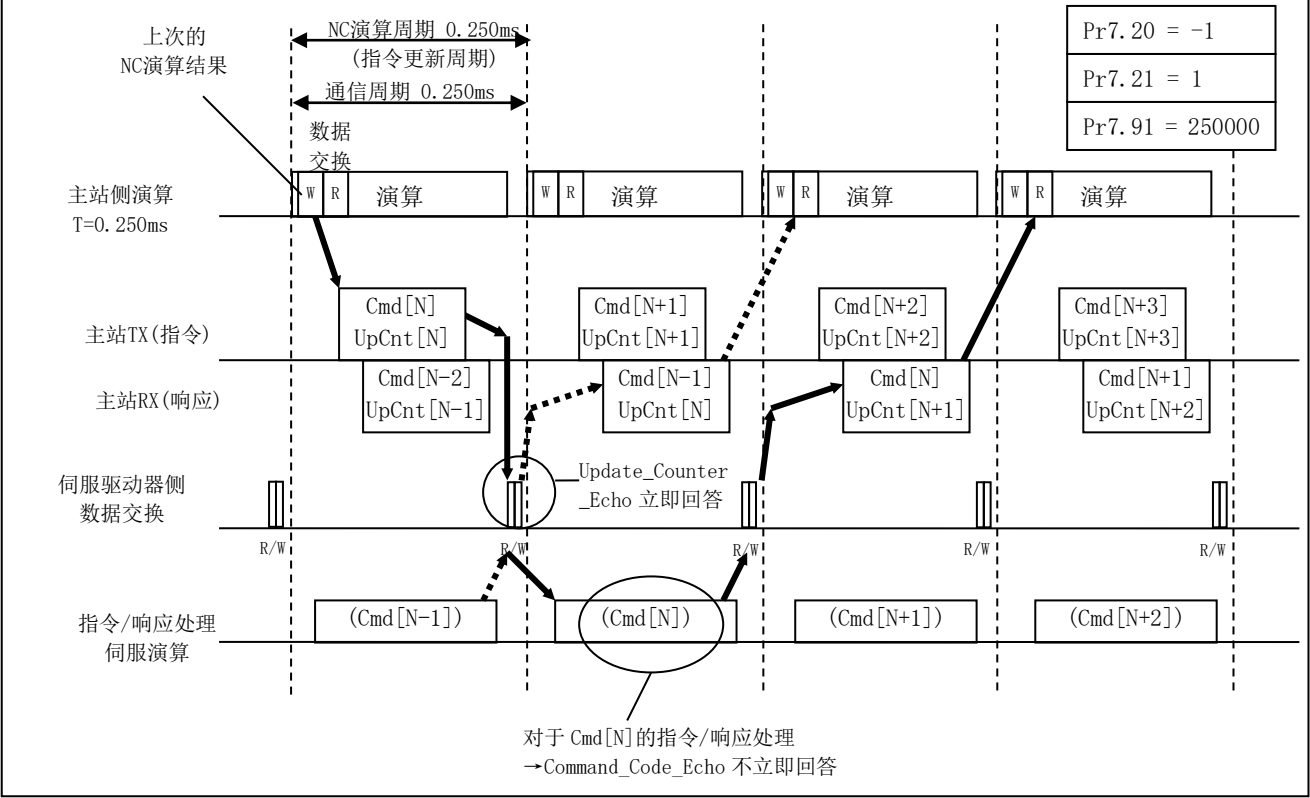 上次的
NC演算结果
NC演算周期 0.250ms
(指令更新周期)
通信周期 0.250ms
数据
交换
Pr7.20 = -1
Pr7.21 = 1
Pr7.91 = 250000
主站侧演算
T=0.250ms
W R 演算
W R 演算
W R 演算
W R 演算
主站TX(指令)
Cmd[N]
UpCnt[N]
Cmd[N+1]
UpCnt[N+1]
Cmd[N+2]
UpCnt[N+2]
Cmd[N+3]
UpCnt[N+3]
主站RX(响应)
Cmd[N-2]
UpCnt[N-1]
Cmd[N-1]
UpCnt[N]
Cmd[N]
UpCnt[N+1]
Cmd[N+1]
UpCnt[N+2]
伺服驱动器侧
数据交换
Update_Counter
_Echo 立即回答
R/W
R/W
R/W
R/W
R/W
指令/响应处理
伺服演算
(Cmd[N-1])
(Cmd[N])
(Cmd[N+1])
(Cmd[N+2])
对于 Cmd[N]的指令/响应处理
→Command_Code_Echo 不立即回答